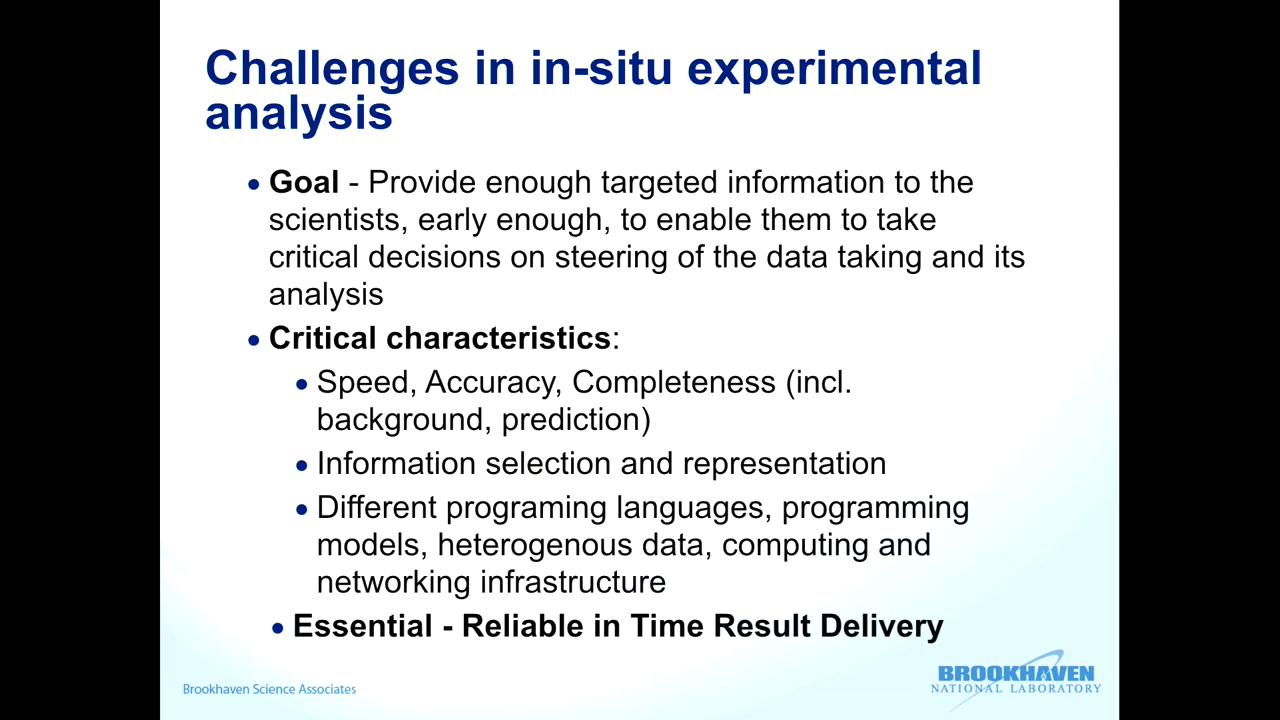 Challenges in in-situ experimental
analysis
• Goal - Provide enough targeted information to the
scientists, early enough, to enable them to take
critical decisions on steering of the data taking and its
analysis
• Critical characteristics:
• Speed, Accuracy, Completeness (incl.
background, prediction)
• Information selection and representation
• Different programing languages, programming
models, heterogenous data, computing and
networking infrastructure
• Essential - Reliable in Time Result Delivery
Brookhaven Science Associates
BROOKHAVEN
NATIONAL LABORATORY